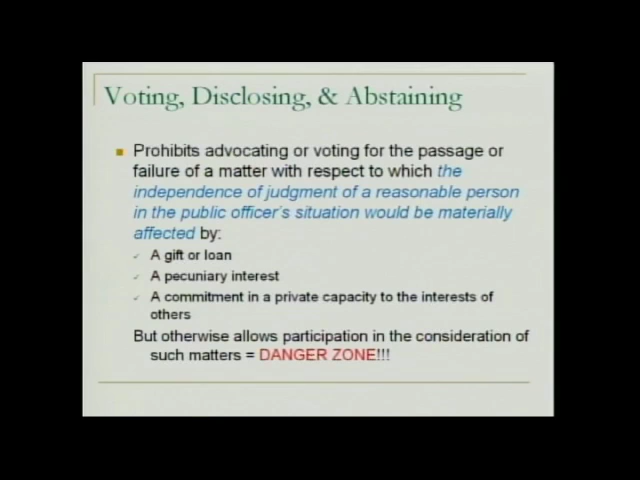 Voting, Disclosing, & Abstaining
Prohibits advocating or voting for the passage or
failure of a matter with respect to which the
independence of judgment of a reasonable person
in the public officer's situation would be materially
affected by:
A gift or loan
A pecuniary interest
A commitment in a private capacity to the interests of
others
But otherwise allows participation in the consideration of
such matters = DANGER ZONE!!!